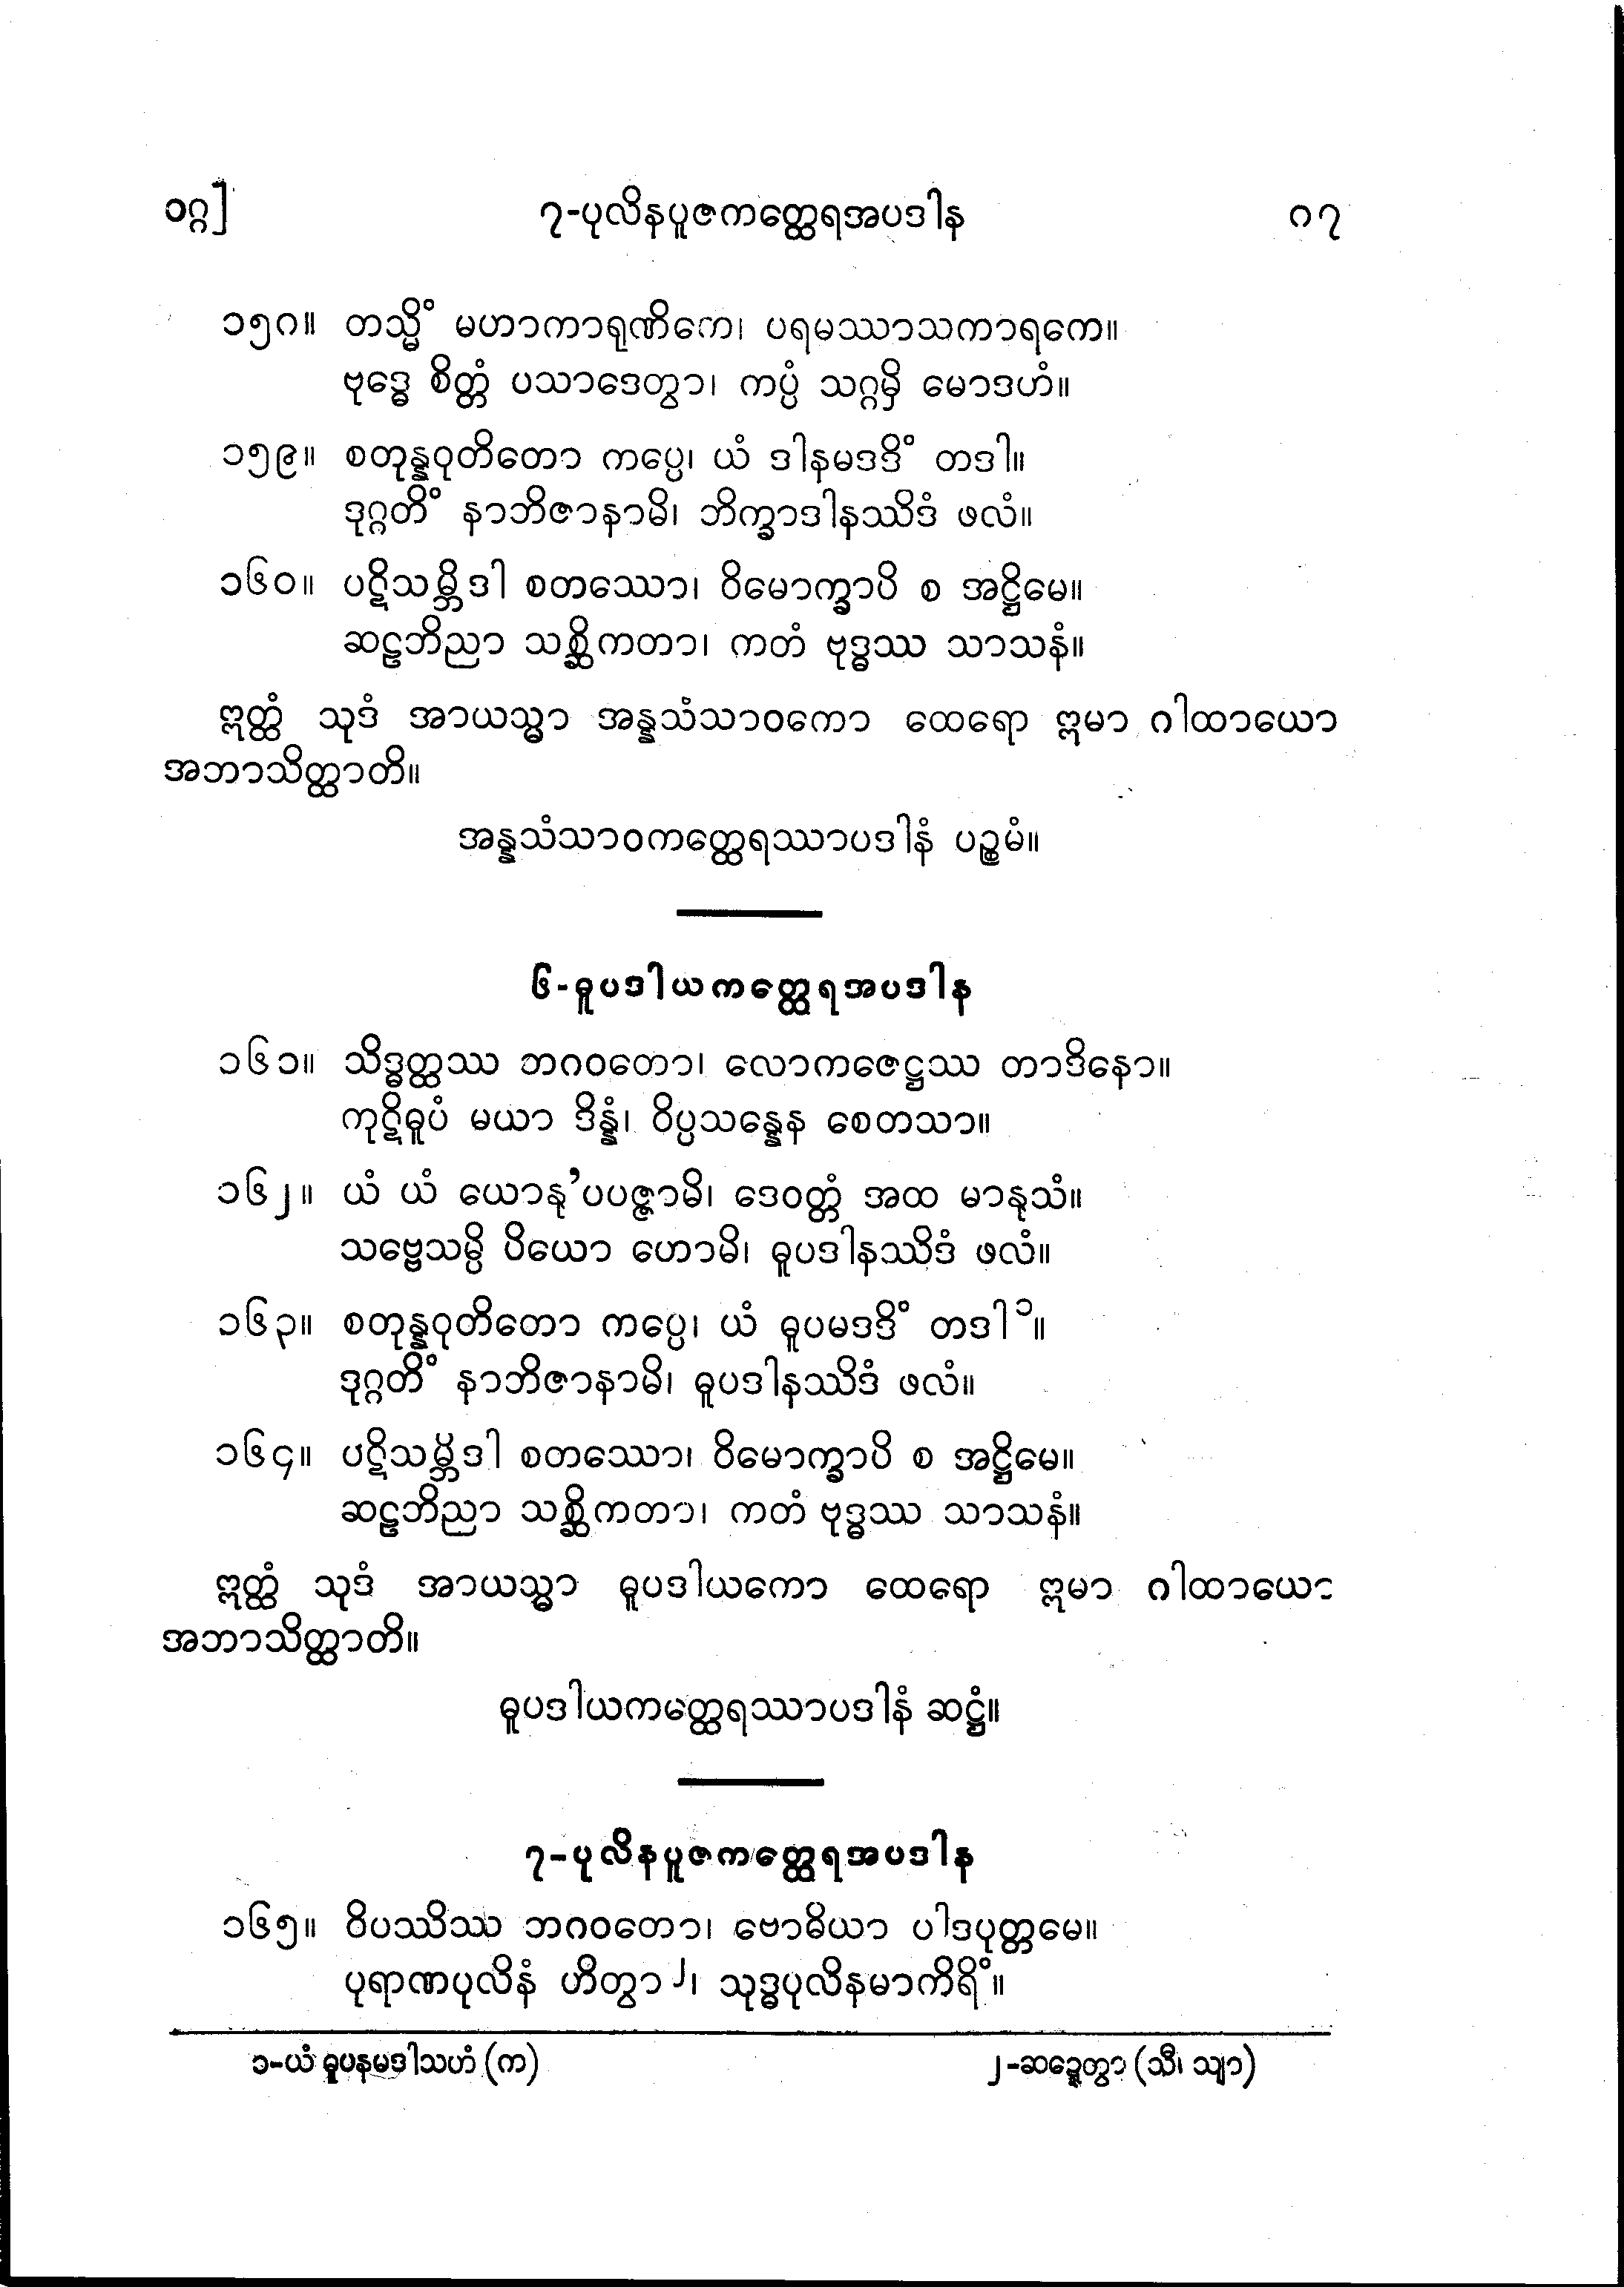 ဝဂ္ဂ]
၇-ပုလိနပူဇကတ္ထေရအပဒါန
၈၇
၁၅၈။ တသ္မိံ မဟာကာရုဏိကေ၊ ပရမဿာသကာရကေ။
ဗုဒ္ဓေ စိတ္တံ ပသာဒေတွာ၊ ကပ္ပံ သဂ္ဂမှိ မောဒဟံ။
၁၅၉။ စတုန္နဝုတိတော ကပ္ပေ၊ ယံ ဒါနမဒဒိံ တဒါ။
ဒုဂ္ဂတိံ နာဘိဇာနာမိ၊ ဘိက္ခာဒါနဿိဒံ ဖလံ။
၁၆၀။ ပဋိသမ္ဘိဒါ စတဿော၊ ဝိမောက္ခာပိ စ အဋ္ဌိမေ။
ဆဠဘိညာ သစ္ဆိကတာ၊ ကတံ ဗုဒ္ဓဿ သာသနံ။
ဣတ္ထံ သုဒံ အာယသ္မာ အန္နသံသာဝကော ထေရော ဣမာ ဂါထာယော
အဘာသိတ္ထာတိ။
အန္နသံသာဝကတ္ထေရဿာပဒါနံ ပဉ္စမံ။
၆-ဓူပဒါယကတ္ထေရအပဒါန
၁၆၁။ သိဒ္ဓတ္ထဿ ဘဂဝတော၊ လောကဇေဋ္ဌဿ တာဒိနော။
ကုဋိဓူပံ မယာ ဒိန္နံ၊ ဝိပ္ပသန္နေန စေတသာ။
၁၆၂။ ယံ ယံ ယောနု’ပပဇ္ဇာမိ၊ ဒေဝတ္တံ အထ မာနုသံ။
သဗ္ဗေသမ္ပိ ပိယော ဟောမိ၊ ဓူပဒါနဿိဒံ ဖလံ။
၁၆၃။ စတုန္နဝုတိတော ကပ္ပေ၊ ယံ ဓူပမဒဒိံ တဒါ ၁။
ဒုဂ္ဂတိံ နာဘိဇာနာမိ၊ ဓူပဒါနဿိဒံ ဖလံ။
၁၆၄။ ပဋိသမ္ဘိဒါ စတဿော၊ ဝိမောက္ခာပိ စ အဋ္ဌိမေ။
ဆဠဘိညာ သစ္ဆိကတာ၊ ကတံ ဗုဒ္ဓဿ သာသနံ။
ဣတ္ထံ သုဒံ အာယသ္မာ ဓူပဒါယကော ထေရော ဣမာ ဂါထာယော
အဘာသိတ္ထာတိ။
ဓူပဒါယကတ္ထေရဿာပဒါနံ ဆဋ္ဌံ။
၇-ပုလိနပူဇကတ္ထေရအပဒါန
၁၆၅။ ဝိပဿိဿ ဘဂဝတော၊ ဗောဓိယာ ပါဒပုတ္တမေ။
ပုရာဏပုလိနံ ဟိတွာ ၂၊ သုဒ္ဓပုလိနမာကိရိံ။
၁-ယံ ဓူပနမဒါသဟံ (က)
၂-ဆဍ္ဍေတွာ (သီ၊ သျာ)